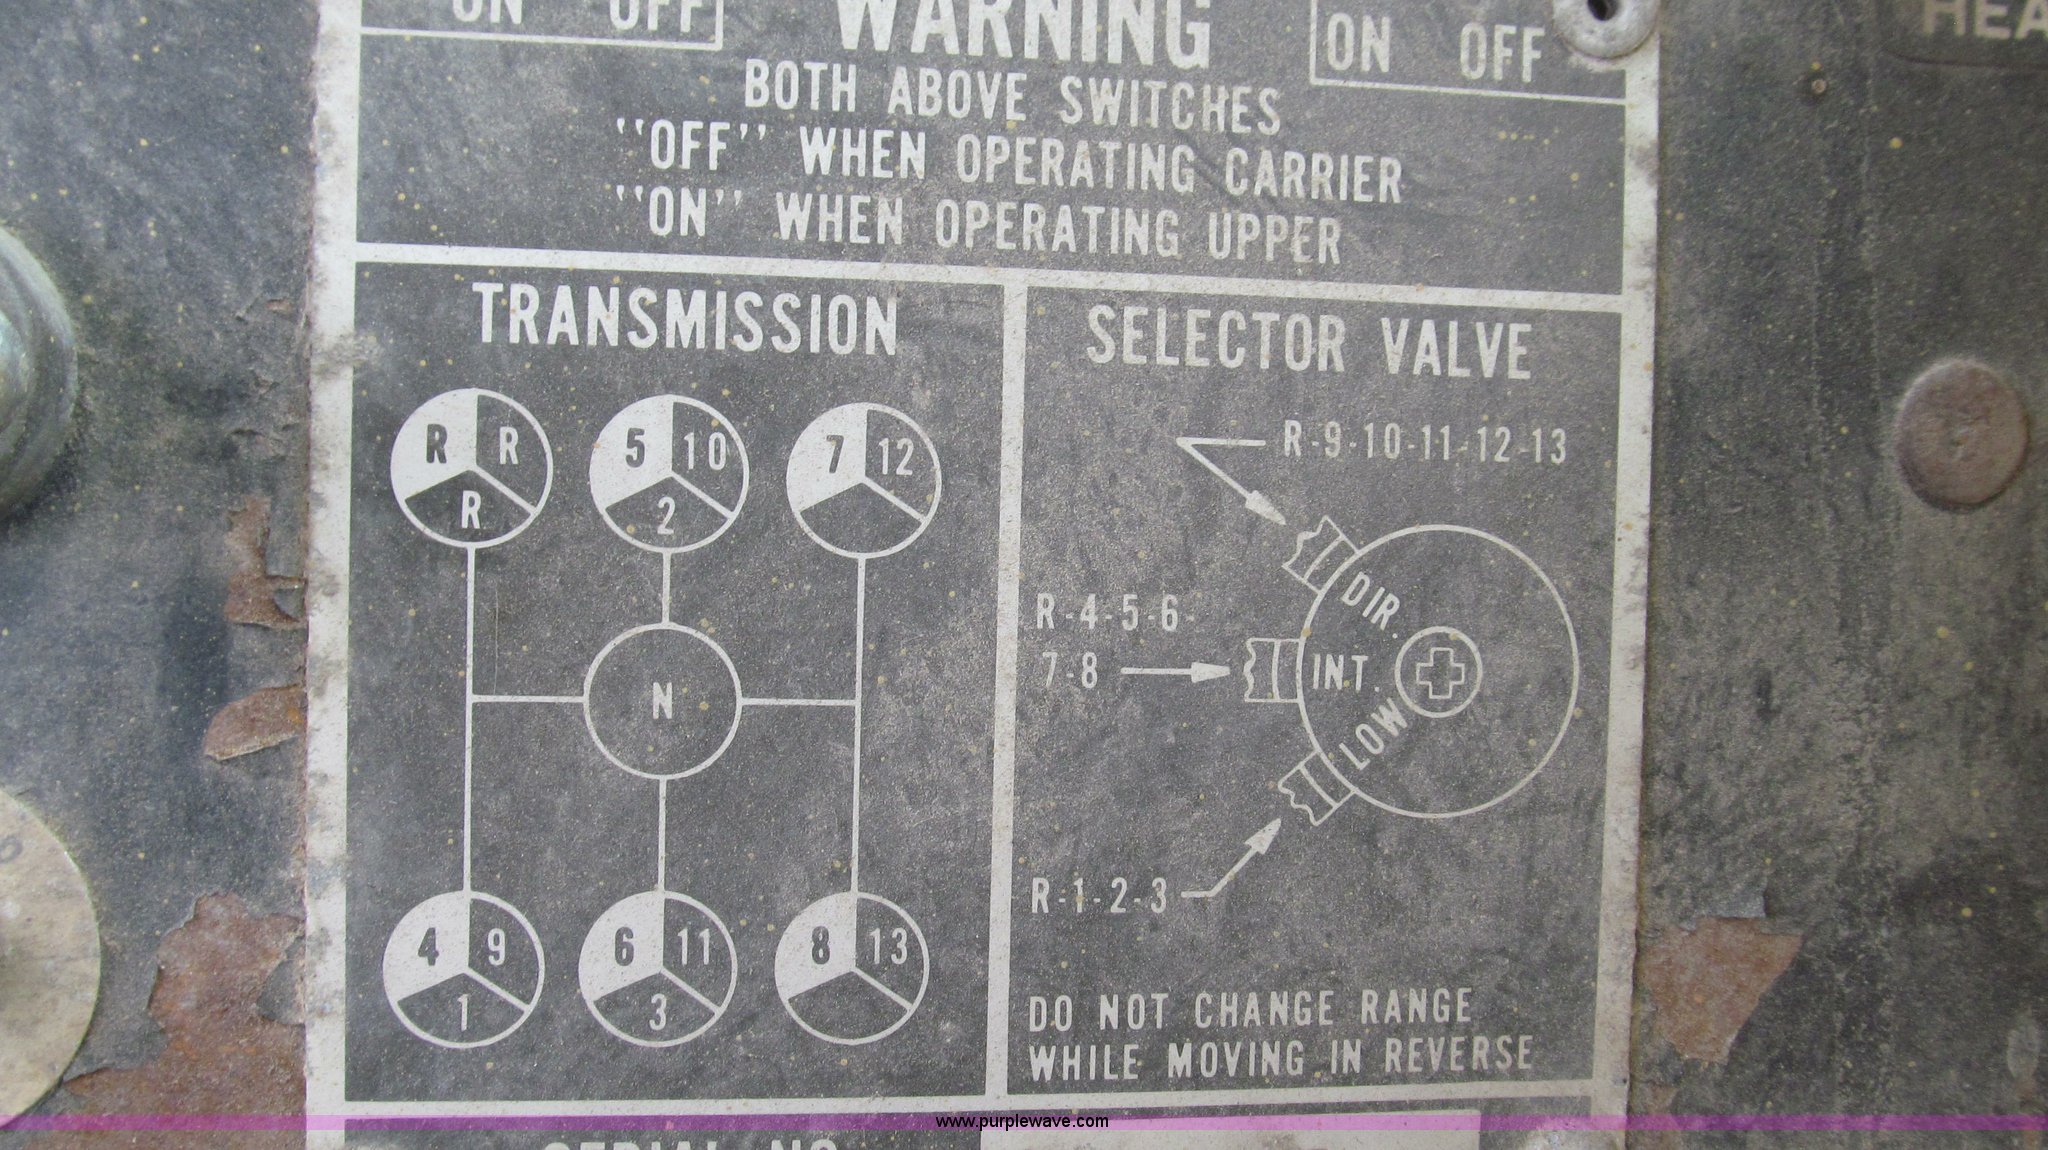 ON OFF
WARNING
ON OFF
HEA
BOTH ABOVE SWITCHES
"OFF" WHEN OPERATING CARRIER
"ON" WHEN OPERATING UPPER
TRANSMISSION
R R
R
5 10
2
7 12
N
4 9
1
6 11
3
8 13
SELECTOR VALVE
R-9-10-11-12-13
DIR.
R-4-5-6-
7-8
INT.
LOW
R-1-2-3
DO NOT CHANGE RANGE
WHILE MOVING IN REVERSE
SERIAL NO
www.purplewave.com